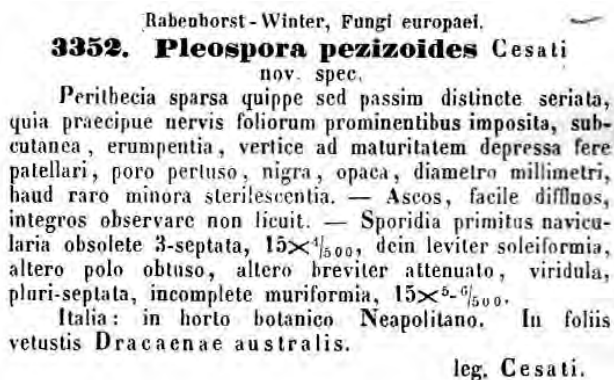 Rabenhorst-Winter, Fungi europaei.
3352. Pleospora pezizoides Cesati
nov. spec.
Perithecia sparsa quippe sed passim distincte seriata,
quia praecipue nervis foliorum prominentibus imposita, sub-
cutanea, erumpentia, vertice ad maturitatem depressa fere
patellari, poro pertuso, nigra, opaca, diametro millimetri,
haud raro minora sterilescentia. — Ascos, facile diffluos,
integros observare non licuit. — Sporidia primitus navicu-
laria obsolete 3-septata, 15×⁴/₅₀₀, dein leviter soleiformia,
altero polo obtuso, altero breviter attenuato, viridula,
pluri-septata, incomplete muriformia, 15×⁵-⁶/₅₀₀.
Italia: in horto botanico Neapolitano. In foliis
vetustis Dracaenae australis.
leg. Cesati.